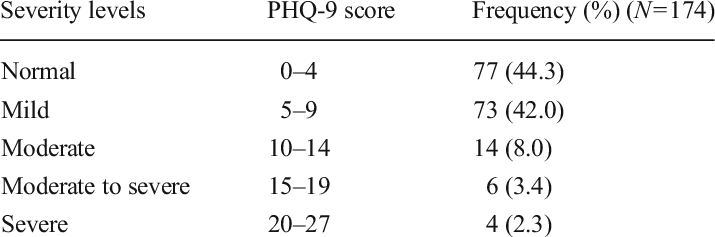 Severity levels PHQ-9 score Frequency (%) (N=174)
Normal 0–4 77 (44.3)
Mild 5–9 73 (42.0)
Moderate 10–14 14 (8.0)
Moderate to severe 15–19 6 (3.4)
Severe 20–27 4 (2.3)